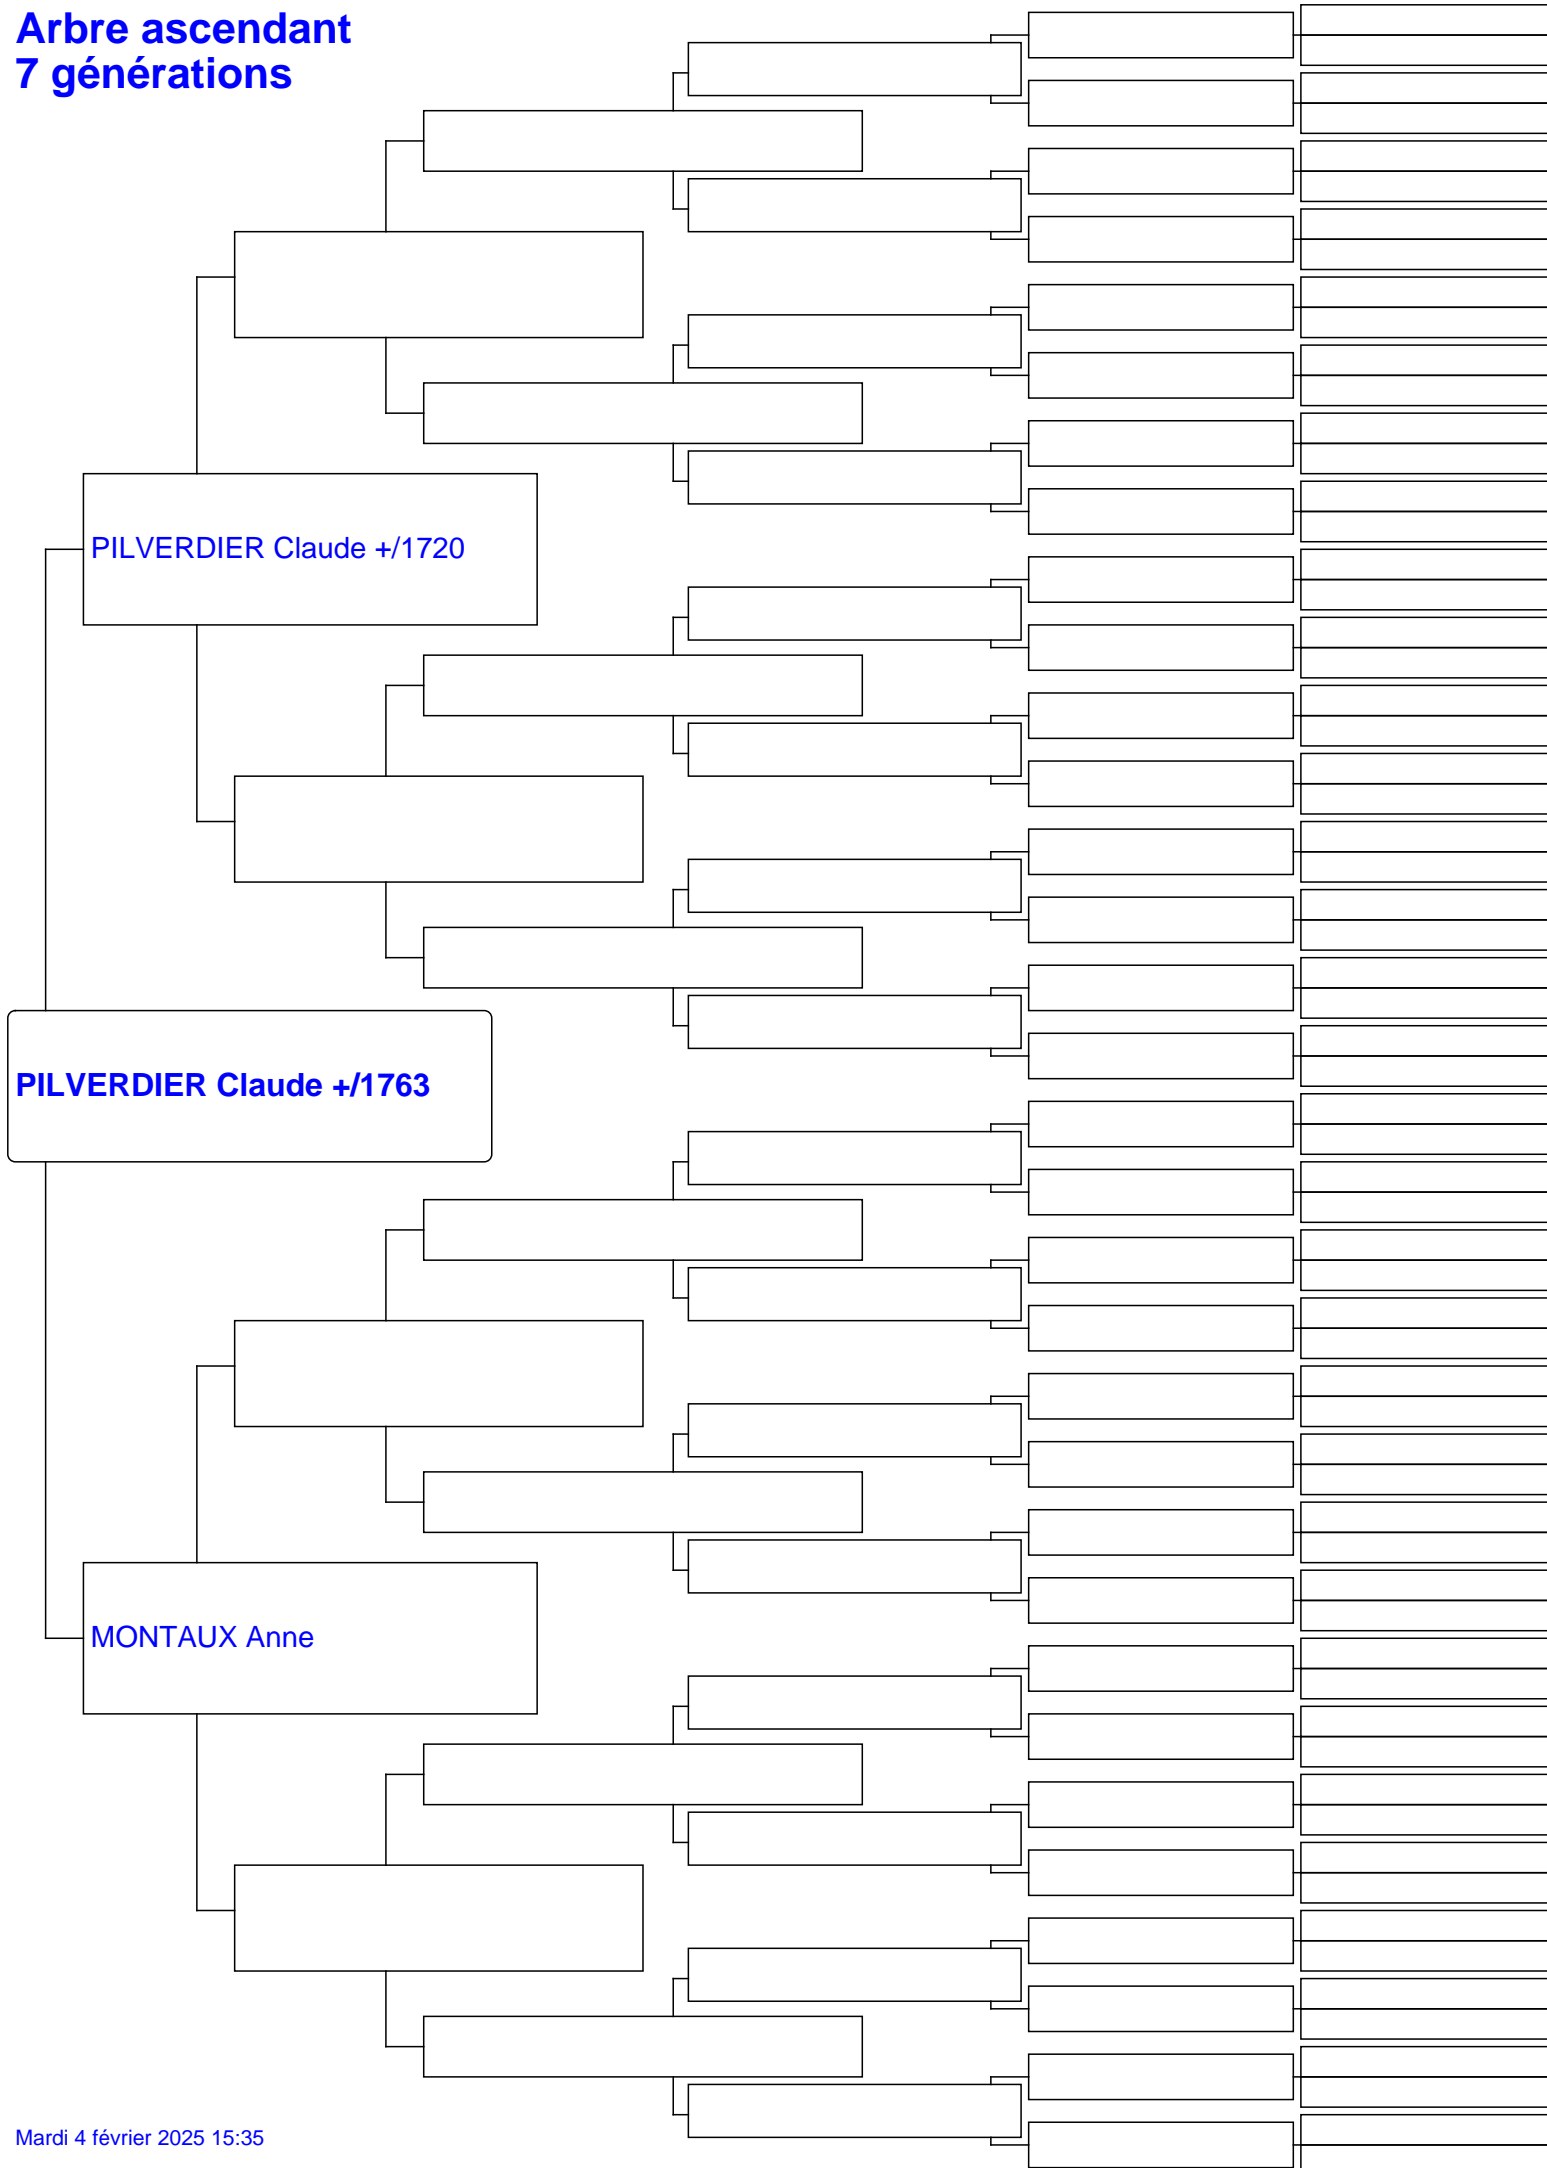 Arbre ascendant
7 générations
PILVERDIER Claude +/1720
PILVERDIER Claude +/1763
MONTAUX Anne
Mardi 4 février 2025 15:35